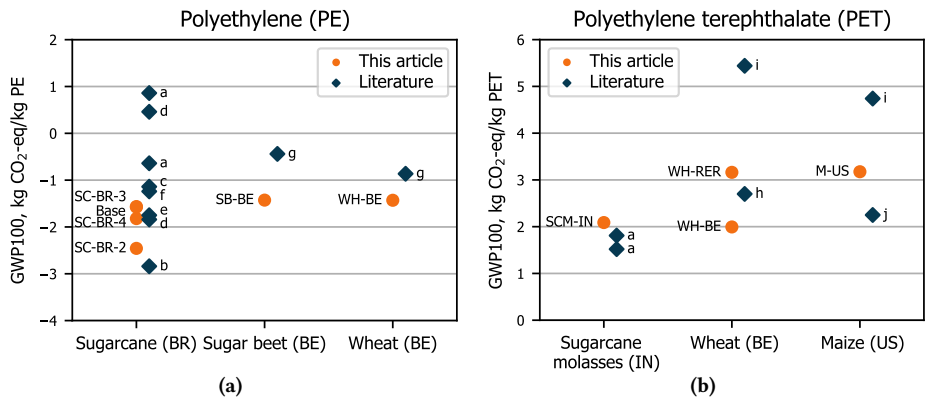 Polyethylene (PE)
GWP100, kg CO2-eq/kg PE
2
1
0
−1
−2
−3
−4
This article
Literature
a
d
a
c
f
e
d
b
SC-BR-3
Base
SC-BR-4
SC-BR-2
g
SB-BE
g
WH-BE
Sugarcane (BR)
Sugar beet (BE)
Wheat (BE)
(a)
Polyethylene terephthalate (PET)
GWP100, kg CO2-eq/kg PET
6
5
4
3
2
1
0
This article
Literature
SCM-IN
a
a
i
WH-RER
h
WH-BE
i
M-US
j
Sugarcane
molasses (IN)
Wheat (BE)
Maize (US)
(b)